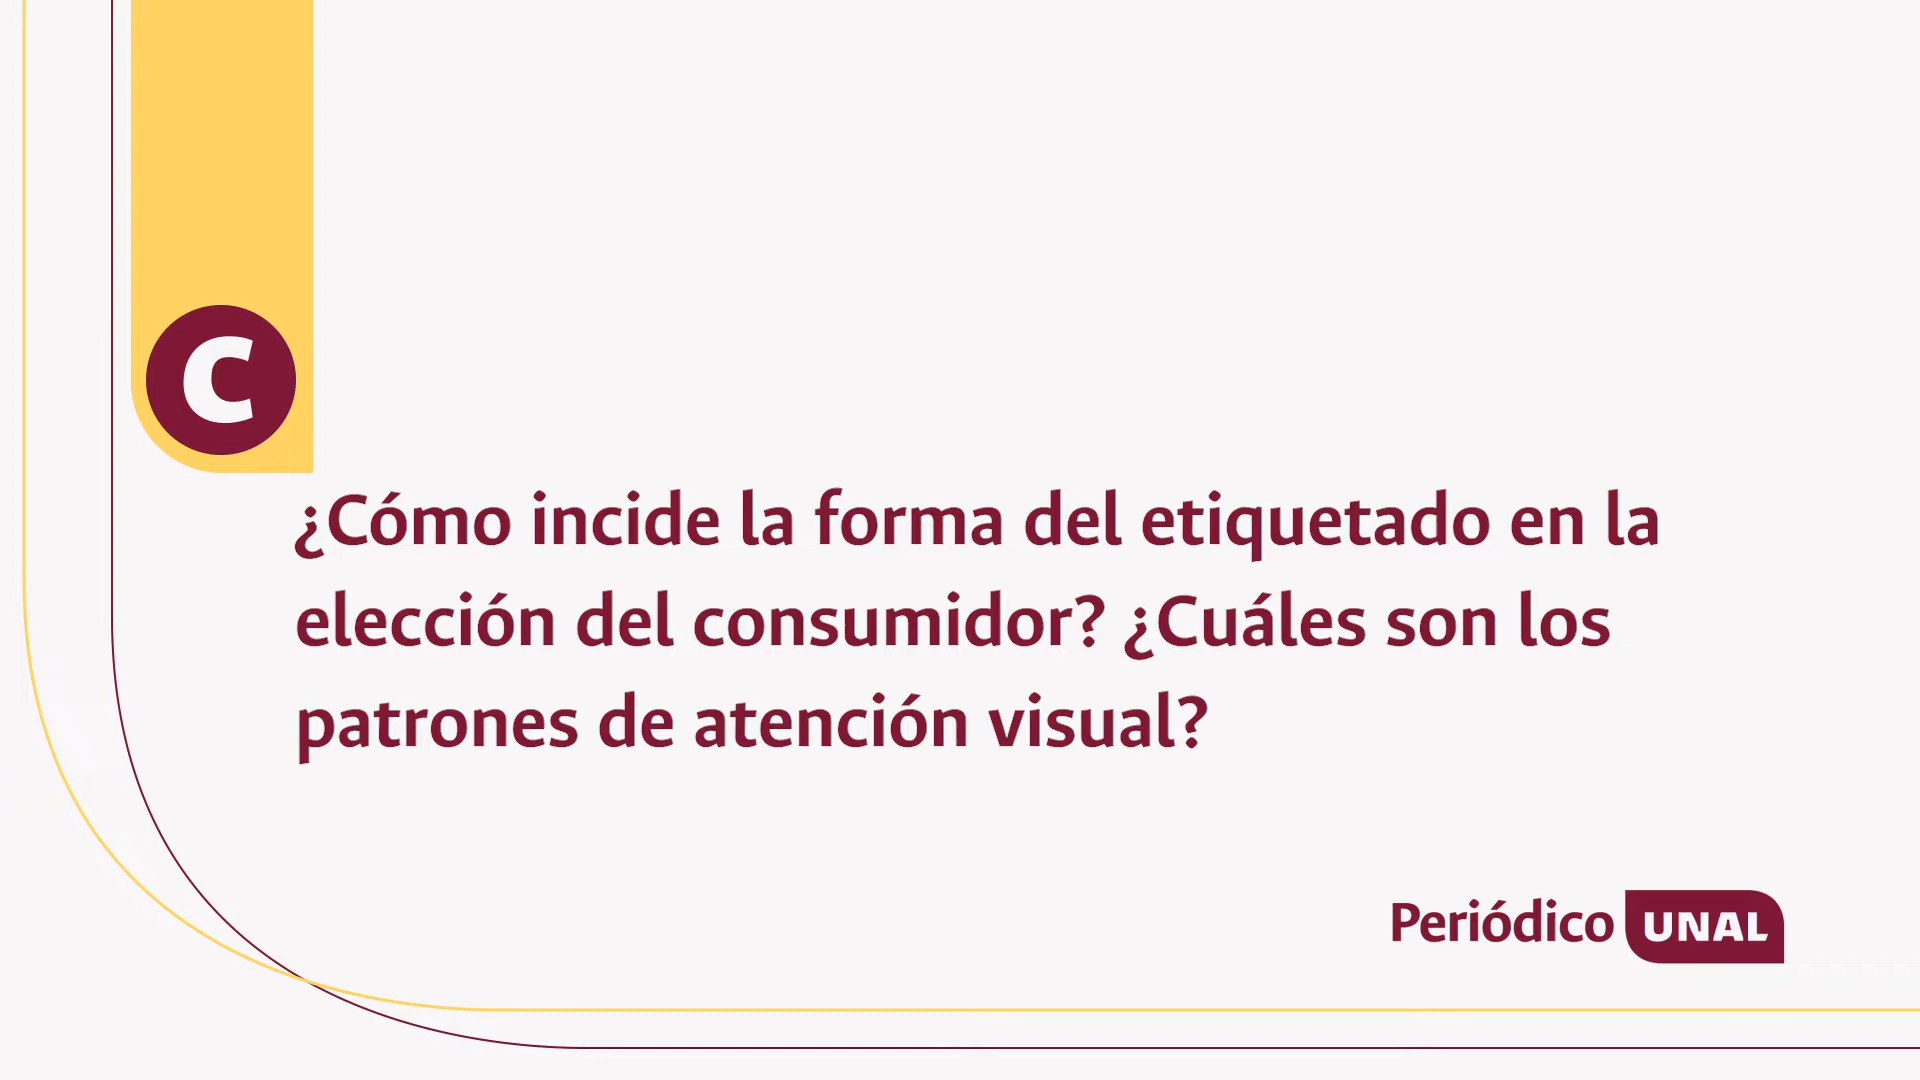 C
¿Cómo incide la forma del etiquetado en la
elección del consumidor? ¿Cuáles son los
patrones de atención visual?
Periódico UNAL